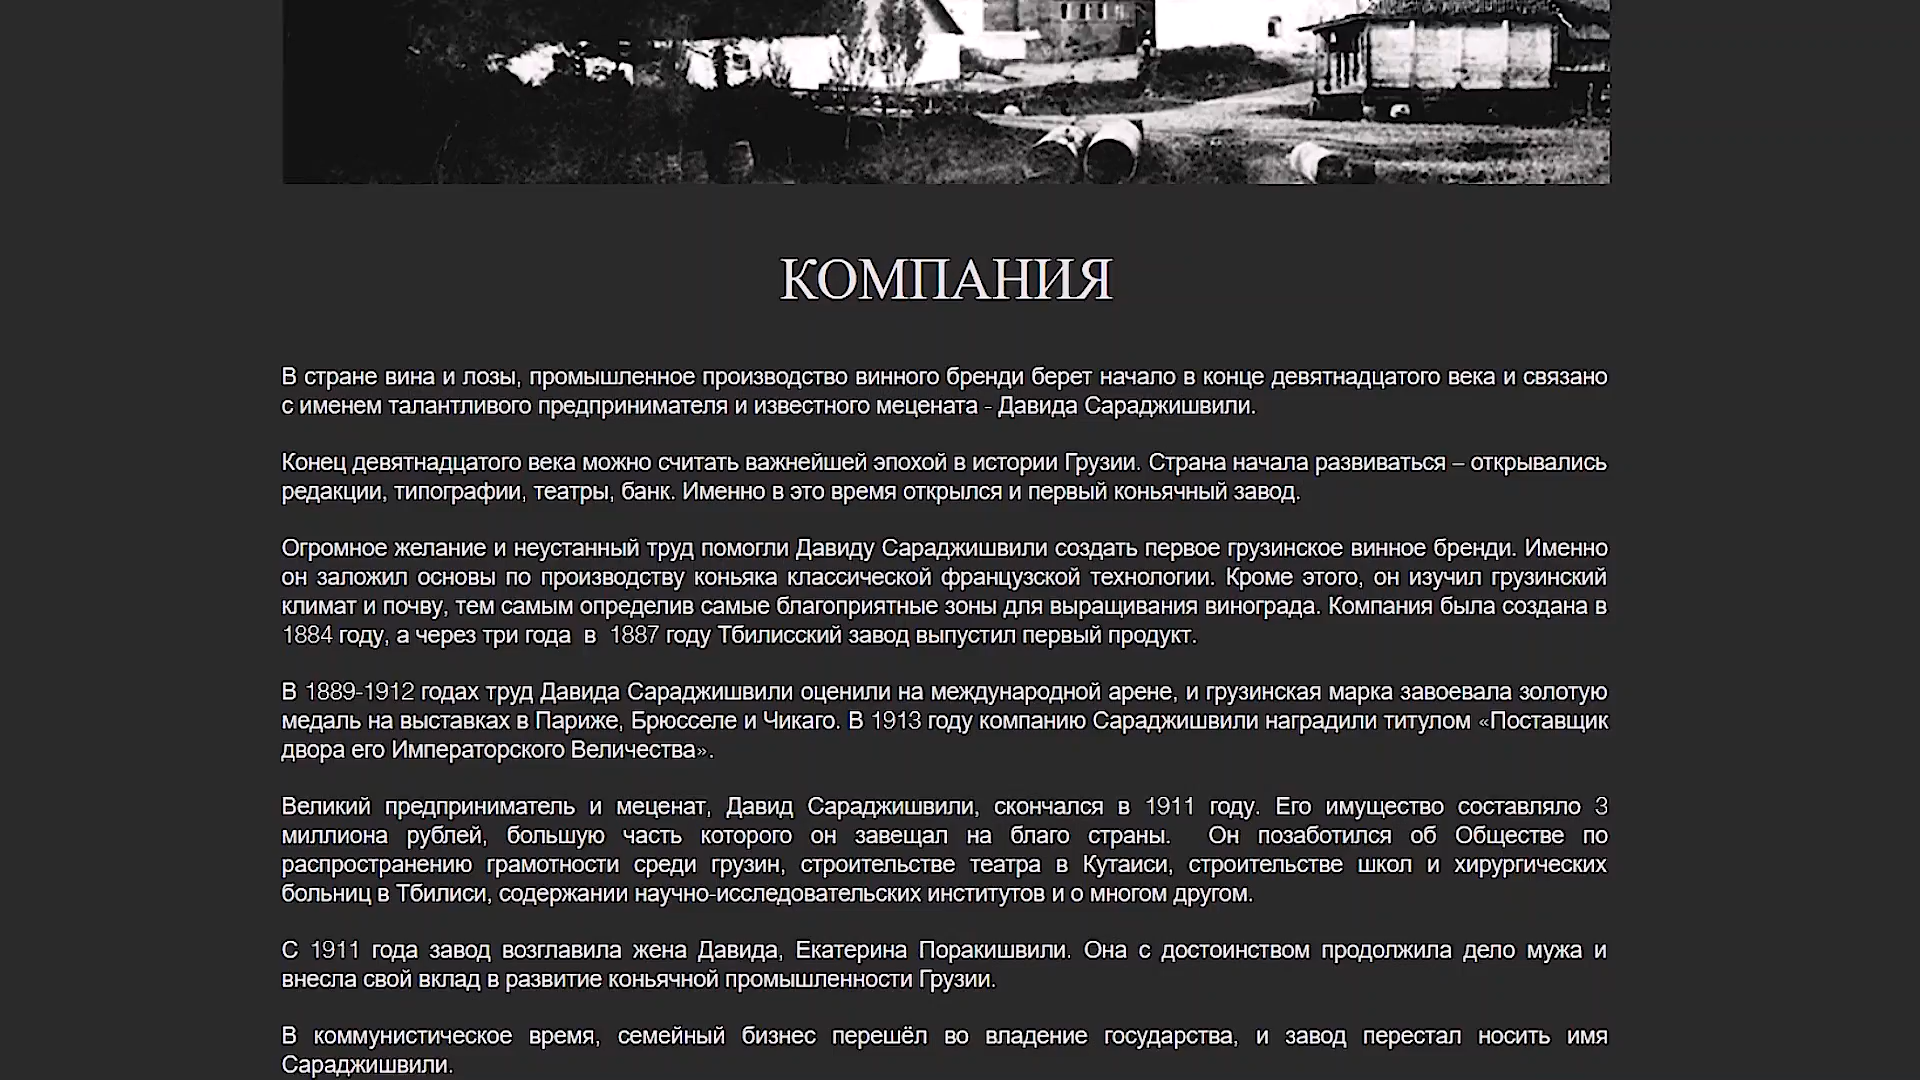 КОМПАНИЯ
В стране вина и лозы, промышленное производство винного бренди берет начало в конце девятнадцатого века и связано
с именем талантливого предпринимателя и известного мецената - Давида Сараджишвили.
Конец девятнадцатого века можно считать важнейшей эпохой в истории Грузии. Страна начала развиваться – открывались
редакции, типографии, театры, банк. Именно в это время открылся и первый коньячный завод.
Огромное желание и неустанный труд помогли Давиду Сараджишвили создать первое грузинское винное бренди. Именно
он заложил основы по производству коньяка классической французской технологии. Кроме этого, он изучил грузинский
климат и почву, тем самым определив самые благоприятные зоны для выращивания винограда. Компания была создана в
1884 году, а через три года в 1887 году Тбилисский завод выпустил первый продукт.
В 1889-1912 годах труд Давида Сараджишвили оценили на международной арене, и грузинская марка завоевала золотую
медаль на выставках в Париже, Брюсселе и Чикаго. В 1913 году компанию Сараджишвили наградили титулом «Поставщик
двора его Императорского Величества».
Великий предприниматель и меценат, Давид Сараджишвили, скончался в 1911 году. Его имущество составляло 3
миллиона рублей, большую часть которого он завещал на благо страны. Он позаботился об Обществе по
распространению грамотности среди грузин, строительстве театра в Кутаиси, строительстве школ и хирургических
больниц в Тбилиси, содержании научно-исследовательских институтов и о многом другом.
С 1911 года завод возглавила жена Давида, Екатерина Поракишвили. Она с достоинством продолжила дело мужа и
внесла свой вклад в развитие коньячной промышленности Грузии.
В коммунистическое время, семейный бизнес перешёл во владение государства, и завод перестал носить имя
Сараджишвили.